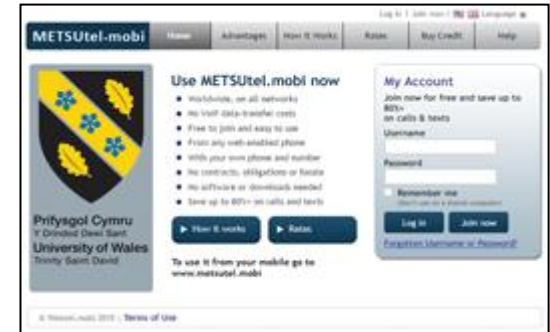 Log in | Join now | Language
METSUtel-mobi
Home
Advantages
How It Works
Rates
Buy Credit
Help
Use METSUtel.mobi now
Worldwide, on all networks
No VoIP data-transfer costs
Free to join and easy to use
From any web-enabled phone
With your own phone and number
No contracts, obligations or hassle
No software or downloads needed
Save up to 80%+ on calls and texts
How it works
Rates
To use it from your mobile go to
www.metsutel.mobi
My Account
Join now for free and save up to
80%+
on calls & texts
Username
Password
Remember me
Log in
Join now
Forgotten Username or Password?
Prifysgol Cymru
Y Drindod Dewi Sant
University of Wales
Trinity Saint David
2010 | Terms of Use